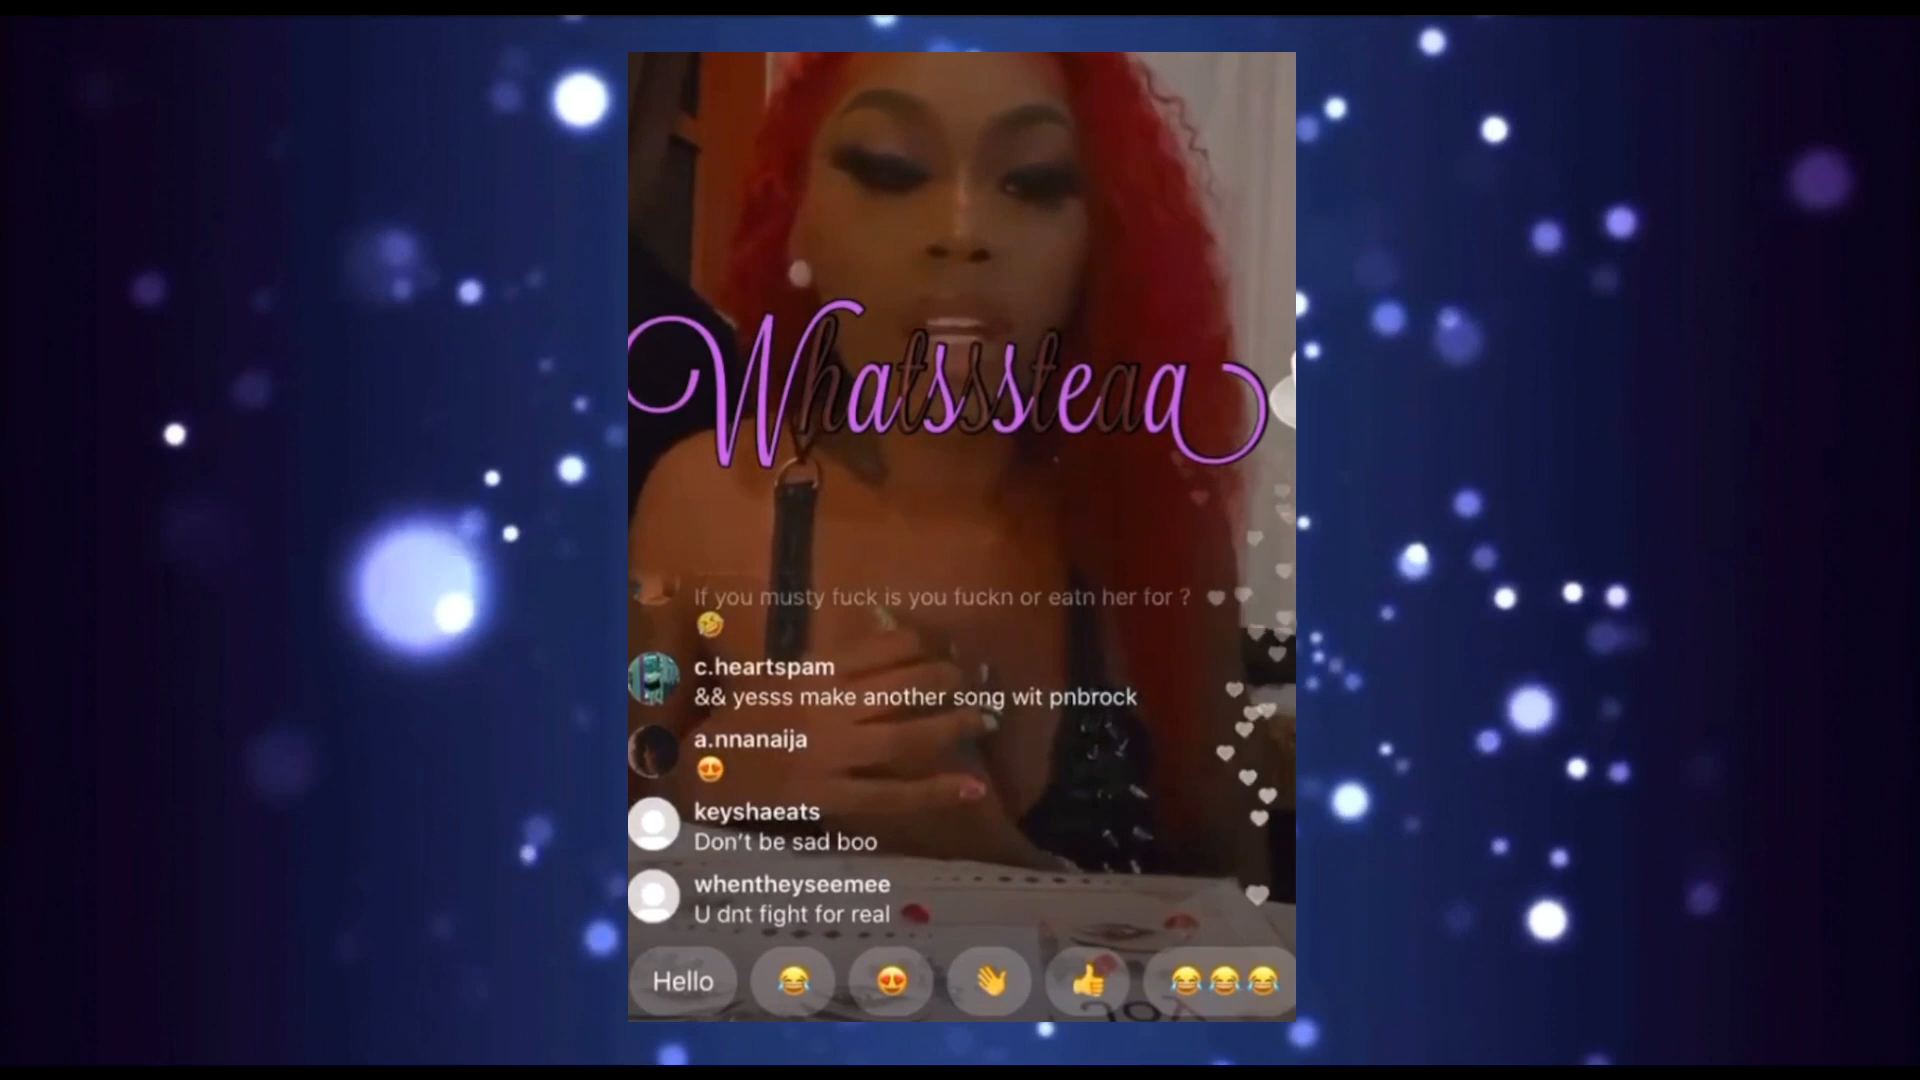 Whatsssteaa
If you musty fuck is you fuckn or eatn her for ?
🤣
c.heartspam
&& yesss make another song wit pnbrock
a.nnanaija
😍
keyshaeats
Don't be sad boo
whentheyseemee
U dnt fight for real
Hello 😂 😍 👋 👍 😂😂😂